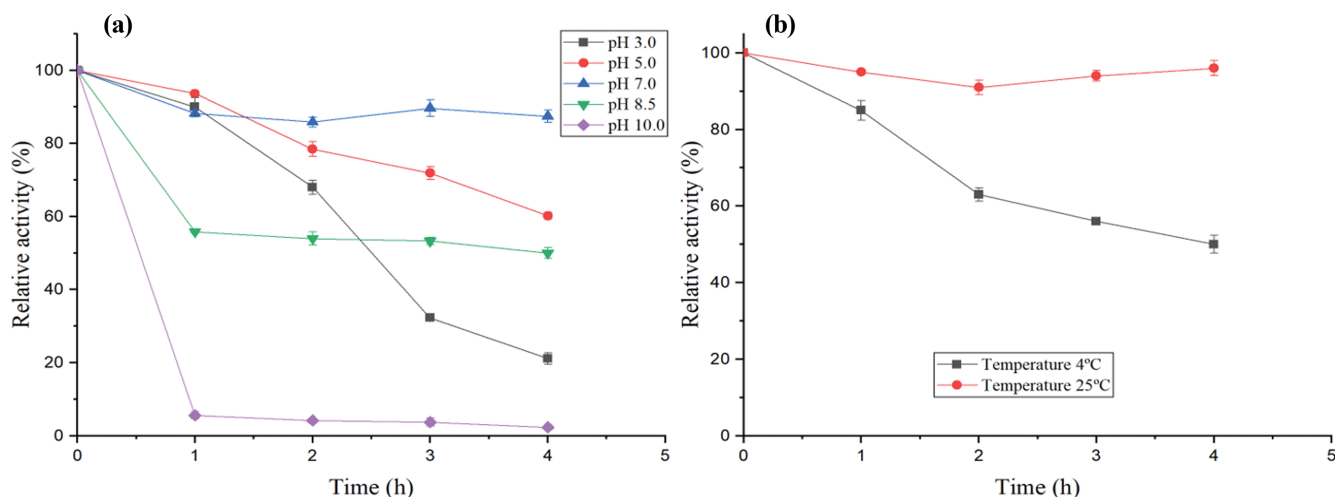 (a)
pH 3.0
pH 5.0
pH 7.0
pH 8.5
pH 10.0
100
80
60
40
20
0
Relative activity (%)
0 1 2 3 4 5
Time (h)
(b)
100
80
60
40
20
0
Relative activity (%)
Temperature 4ºC
Temperature 25ºC
0 1 2 3 4 5
Time (h)